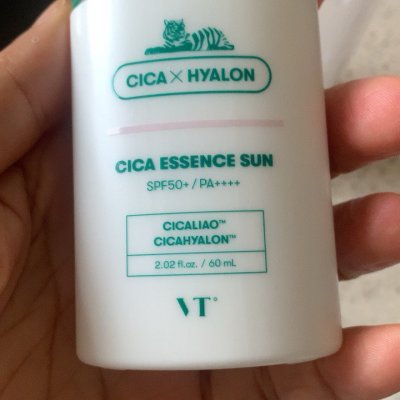 CICA × HYALON
CICA ESSENCE SUN
SPF50+ / PA++++
CICALIAO™
CICAHYALON™
2.02 fl.oz. / 60 mL
VT®